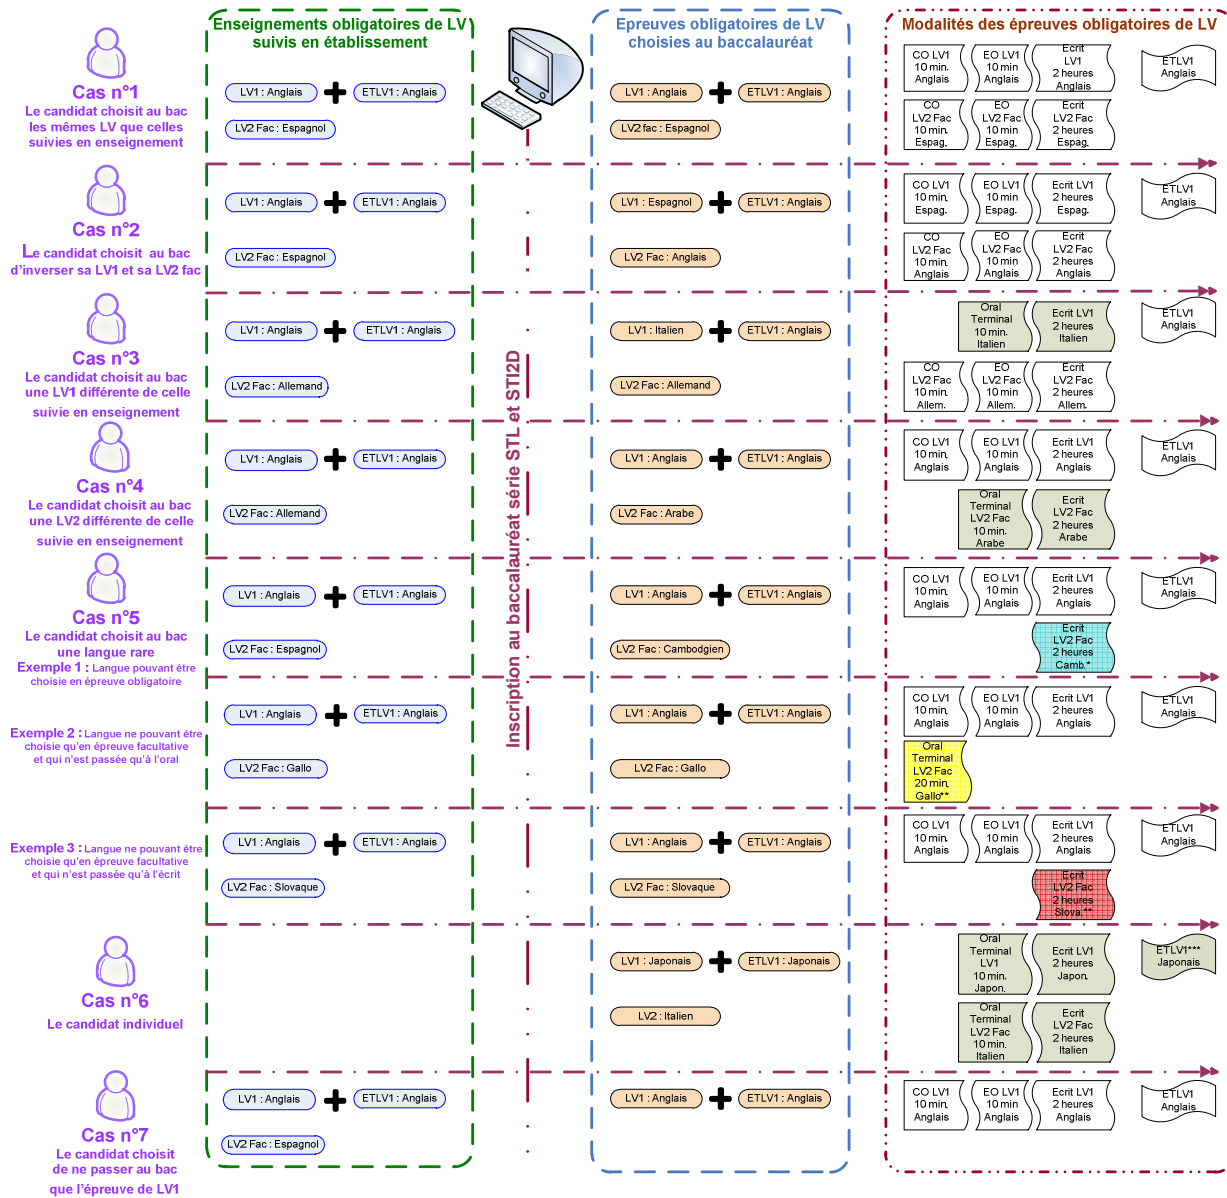 Enseignements obligatoires de LV
suivis en établissement
Epreuves obligatoires de LV
choisies au baccalauréat
Modalités des épreuves obligatoires de LV
Inscription au baccalauréat série STL et STI2D
Cas n°1
Le candidat choisit au bac
les mêmes LV que celles
suivies en enseignement
LV1 : Anglais
ETLV1 : Anglais
LV2 Fac : Espagnol
LV1 : Anglais
ETLV1 : Anglais
LV2 fac : Espagnol
CO LV1
10 min.
Anglais
EO LV1
10 min
Anglais
Ecrit
LV1
2 heures
Anglais
ETLV1
Anglais
CO
LV2 Fac
10 min.
Espag.
EO
LV2 Fac
10 min
Espag.
Ecrit
LV2 Fac
2 heures
Espag.
Cas n°2
Le candidat choisit au bac
d'inverser sa LV1 et sa LV2 fac
LV1 : Anglais
ETLV1 : Anglais
LV2 Fac : Espagnol
LV1 : Espagnol
ETLV1 : Anglais
LV2 Fac : Anglais
CO LV1
10 min.
Espag.
EO LV1
10 min
Espag.
Ecrit LV1
2 heures
Espag.
ETLV1
Anglais
CO
LV2 Fac
10 min.
Anglais
EO
LV2 Fac
10 min
Anglais
Ecrit
LV2 Fac
2 heures
Anglais
Cas n°3
Le candidat choisit au bac
une LV1 différente de celle
suivie en enseignement
LV1 : Anglais
ETLV1 : Anglais
LV2 Fac : Allemand
LV1 : Italien
ETLV1 : Anglais
LV2 Fac : Allemand
Oral
Terminal
10 min.
Italien
Ecrit LV1
2 heures
Italien
ETLV1
Anglais
CO
LV2 Fac
10 min.
Allem.
EO
LV2 Fac
10 min
Allem.
Ecrit
LV2 Fac
2 heures
Allem.
Cas n°4
Le candidat choisit au bac
une LV2 différente de celle
suivie en enseignement
LV1 : Anglais
ETLV1 : Anglais
LV2 Fac : Allemand
LV1 : Anglais
ETLV1 : Anglais
LV2 Fac : Arabe
CO LV1
10 min.
Anglais
EO LV1
10 min
Anglais
Ecrit LV1
2 heures
Anglais
ETLV1
Anglais
Oral
Terminal
LV2 Fac
10 min.
Arabe
Ecrit
LV2 Fac
2 heures
Arabe
Cas n°5
Le candidat choisit au bac
une langue rare
Exemple 1 : Langue pouvant être
choisie en épreuve obligatoire
LV1 : Anglais
ETLV1 : Anglais
LV2 Fac : Espagnol
LV1 : Anglais
ETLV1 : Anglais
LV2 Fac : Cambodgien
CO LV1
10 min.
Anglais
EO LV1
10 min
Anglais
Ecrit LV1
2 heures
Anglais
ETLV1
Anglais
Ecrit
LV2 Fac
2 heures
Camb.*
Exemple 2 : Langue ne pouvant être
choisie qu'en épreuve facultative
et qui n'est passée qu'à l'oral
LV1 : Anglais
ETLV1 : Anglais
LV2 Fac : Gallo
LV1 : Anglais
ETLV1 : Anglais
LV2 Fac : Gallo
CO LV1
10 min.
Anglais
EO LV1
10 min
Anglais
Ecrit LV1
2 heures
Anglais
ETLV1
Anglais
Oral
Terminal
LV2 Fac
20 min.
Gallo**
Exemple 3 : Langue ne pouvant être
choisie qu'en épreuve facultative
et qui n'est passée qu'à l'écrit
LV1 : Anglais
ETLV1 : Anglais
LV2 Fac : Slovaque
LV1 : Anglais
ETLV1 : Anglais
LV2 Fac : Slovaque
CO LV1
10 min.
Anglais
EO LV1
10 min
Anglais
Ecrit LV1
2 heures
Anglais
ETLV1
Anglais
Ecrit
LV2 Fac
2 heures
Slova.**
Cas n°6
Le candidat individuel
LV1 : Japonais
ETLV1 : Japonais
LV2 : Italien
Oral
Terminal
LV1
10 min.
Japon.
Ecrit LV1
2 heures
Japon.
ETLV1***
Japonais
Oral
Terminal
LV2 Fac
10 min.
Italien
Ecrit
LV2 Fac
2 heures
Italien
Cas n°7
Le candidat choisit
de ne passer au bac
que l'épreuve de LV1
LV1 : Anglais
ETLV1 : Anglais
LV2 Fac : Espagnol
LV1 : Anglais
ETLV1 : Anglais
CO LV1
10 min.
Anglais
EO LV1
10 min
Anglais
Ecrit LV1
2 heures
Anglais
ETLV1
Anglais